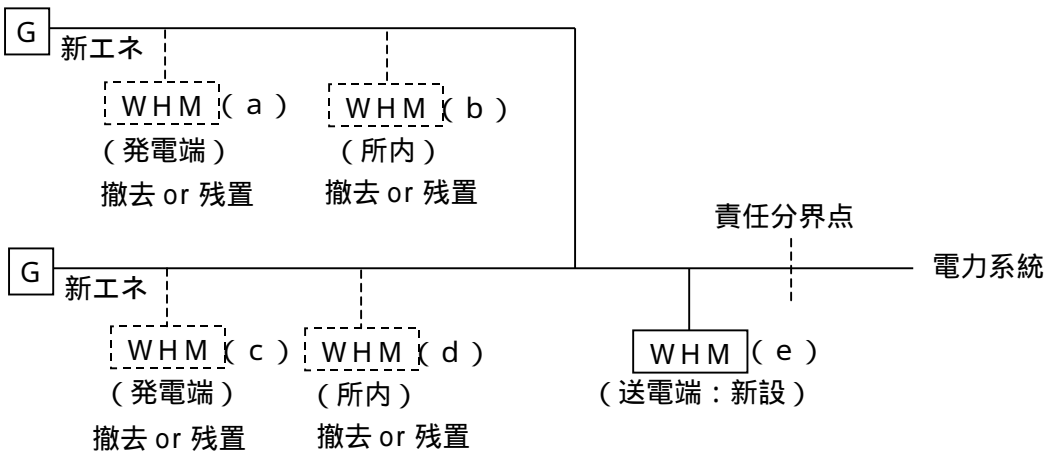 G
新エネ
WHM(a)
WHM(b)
(発電端)
(所内)
撤去 or 残置
撤去 or 残置
責任分界点
G
新エネ
電力系統
WHM(c)
WHM(d)
WHM(e)
(発電端)
(所内)
(送電端:新設)
撤去 or 残置
撤去 or 残置